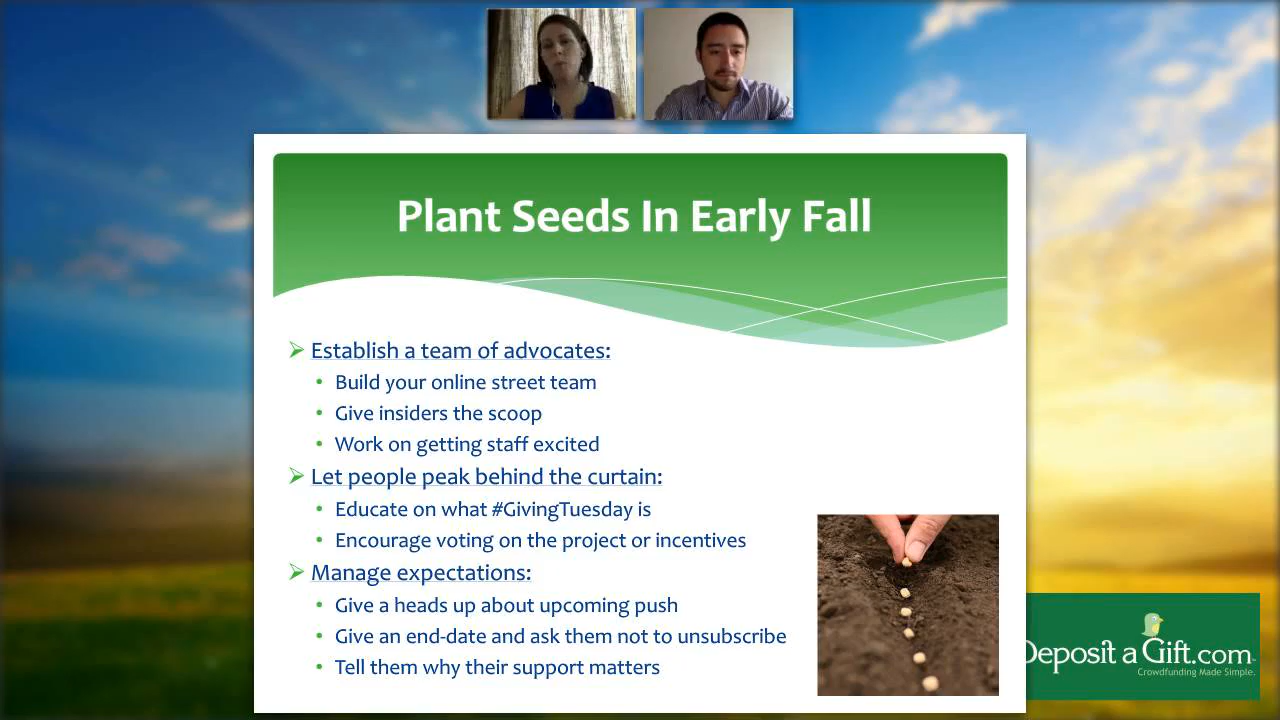 Plant Seeds In Early Fall
Establish a team of advocates:
Build your online street team
Give insiders the scoop
Work on getting staff excited
Let people peak behind the curtain:
Educate on what #GivingTuesday is
Encourage voting on the project or incentives
Manage expectations:
Give a heads up about upcoming push
Give an end-date and ask them not to unsubscribe
Tell them why their support matters
Deposit a Gift.com
Crowdfunding Made Simple.